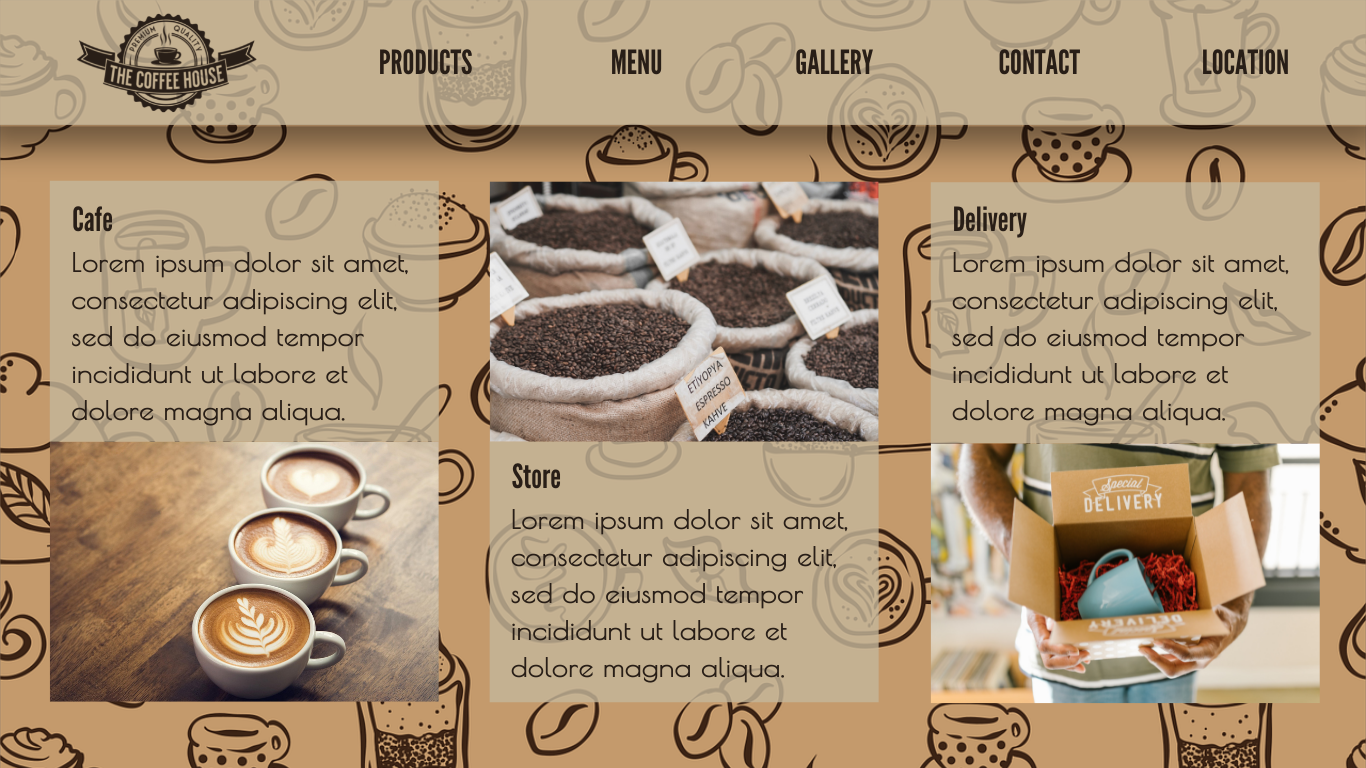 PREMIUM QUALITY
THE COFFEE HOUSE
PRODUCTS
MENU
GALLERY
CONTACT
LOCATION
Cafe
Lorem ipsum dolor sit amet,
consectetur adipiscing elit,
sed do eiusmod tempor
incididunt ut labore et
dolore magna aliqua.
ETİYOPYA
ESPRESSO
KAHVE
Store
Lorem ipsum dolor sit amet,
consectetur adipiscing elit,
sed do eiusmod tempor
incididunt ut labore et
dolore magna aliqua.
Delivery
Lorem ipsum dolor sit amet,
consectetur adipiscing elit,
sed do eiusmod tempor
incididunt ut labore et
dolore magna aliqua.
Special
DELIVERY
Special
DELIVERY